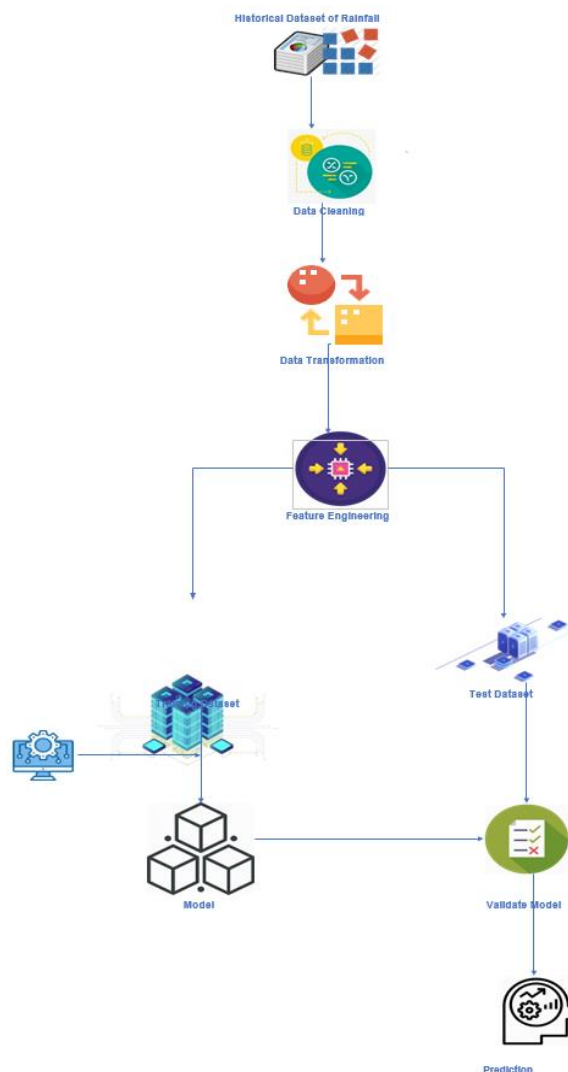 Historical Dataset of Rainfall
Data Cleaning
Data Transformation
Feature Engineering
Test Dataset
Model
Validate Model
Prediction